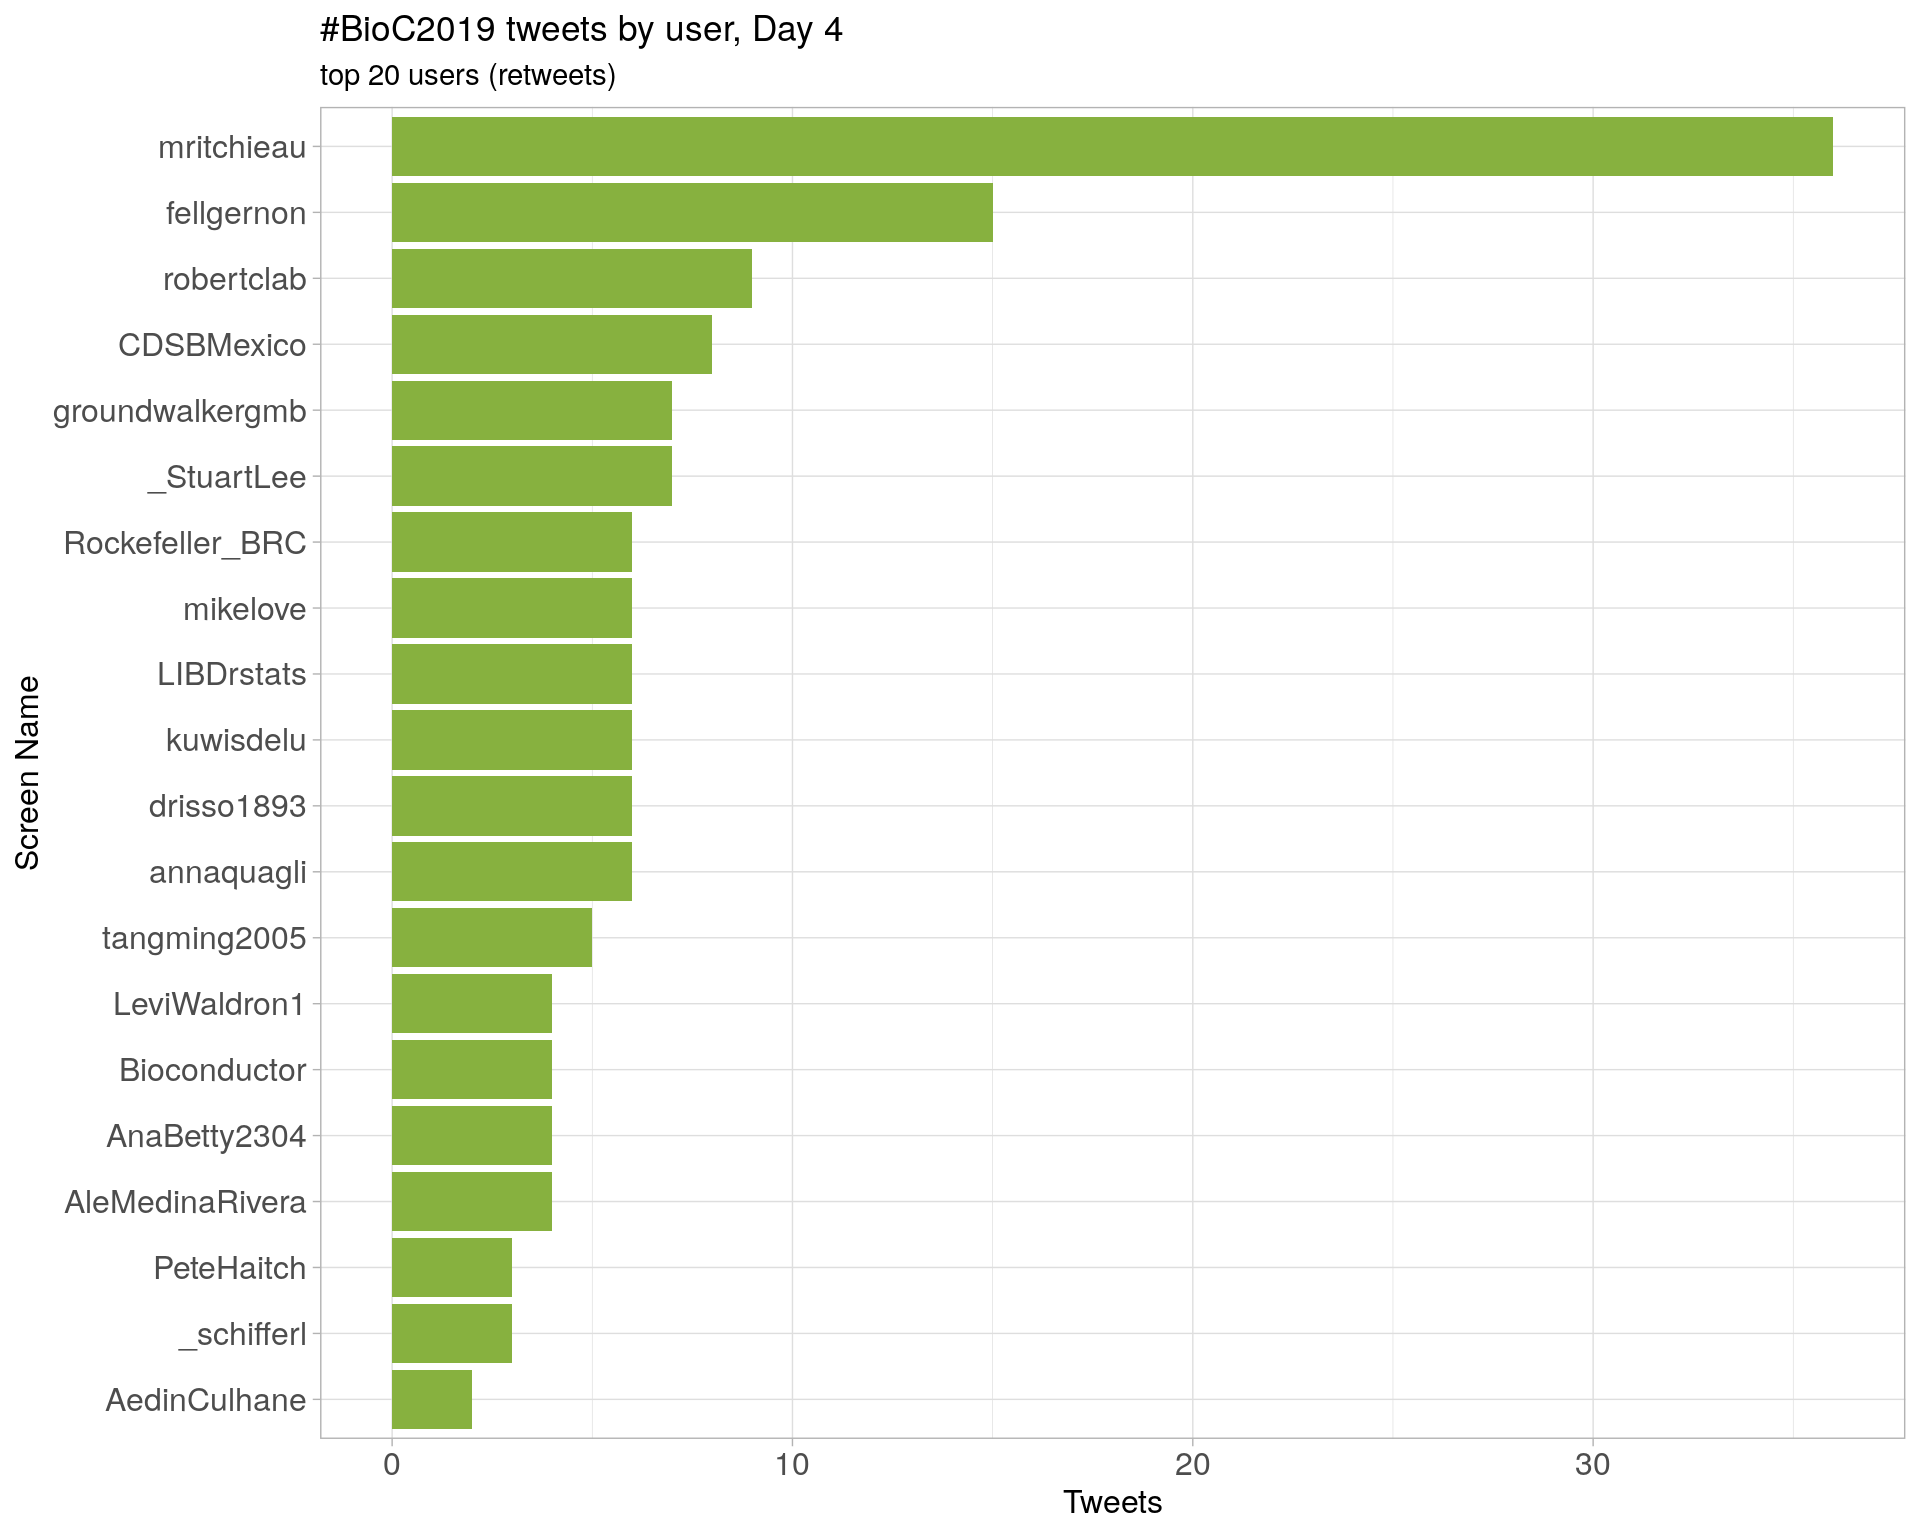 #BioC2019 tweets by user, Day 4
top 20 users (retweets)
mritchieau
fellgernon
robertclab
CDSBMexico
groundwalkergmb
_StuartLee
Rockefeller_BRC
mikelove
LIBDrstats
kuwisdelu
drisso1893
annaquagli
tangming2005
LeviWaldron1
Bioconductor
AnaBetty2304
AleMedinaRivera
PeteHaitch
_schifferl
AedinCulhane
Screen Name
0 10 20 30
Tweets